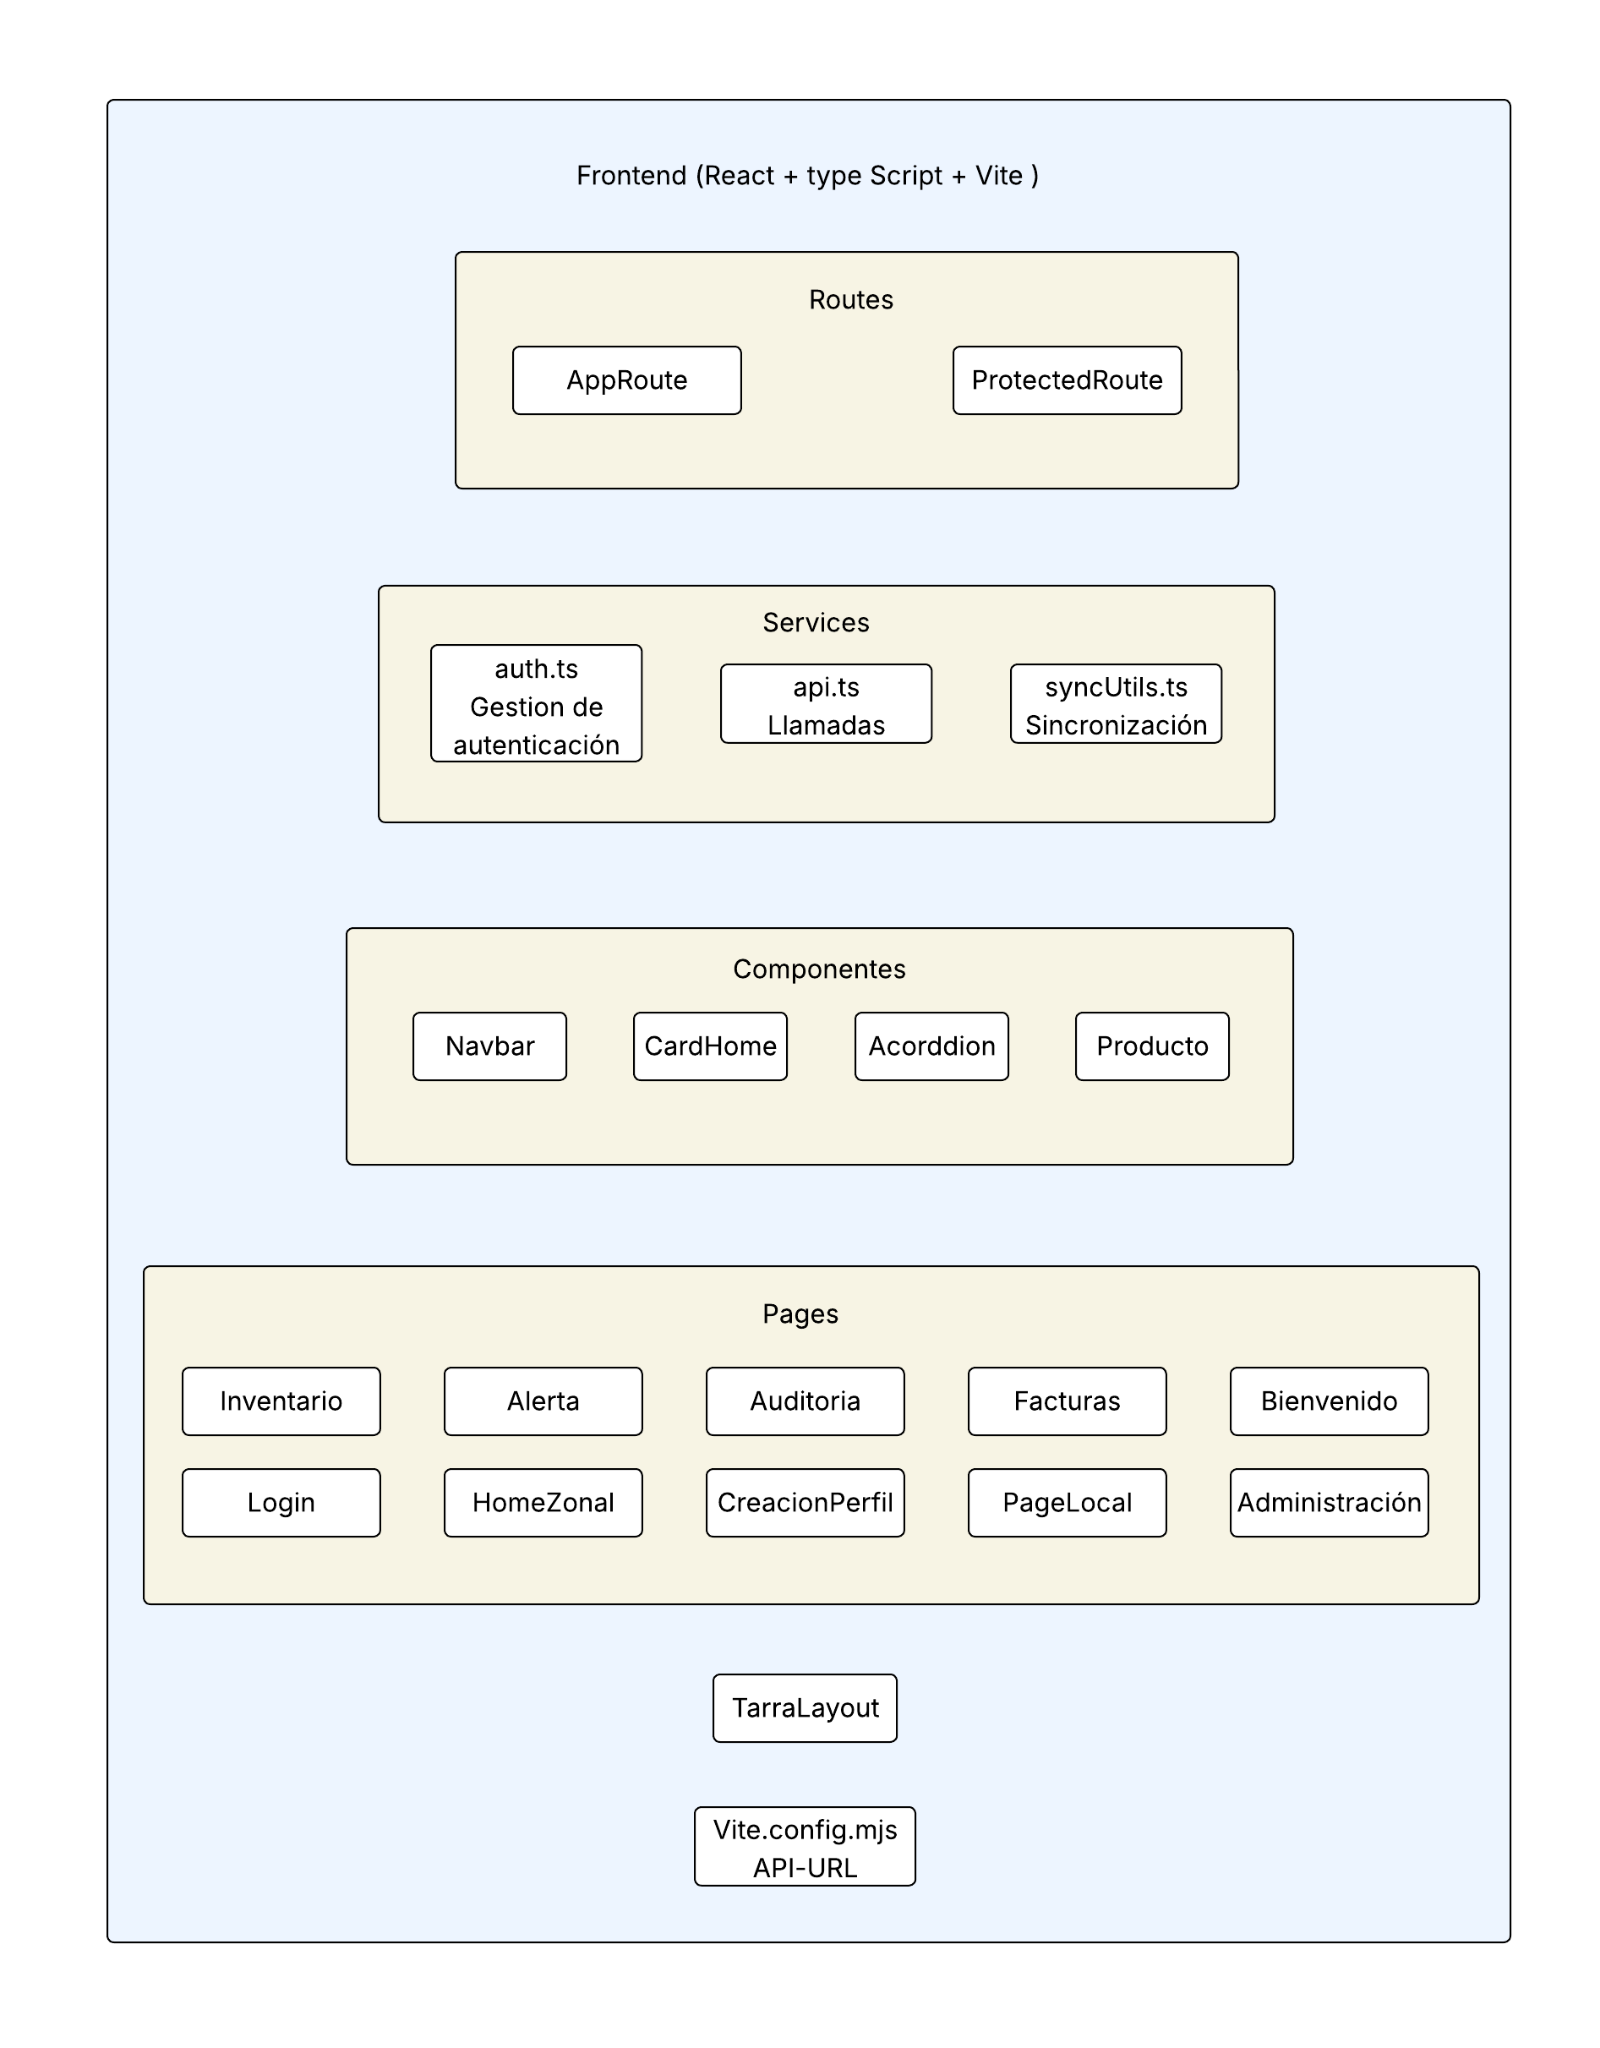 Frontend (React + type Script + Vite )
Routes
AppRoute
ProtectedRoute
Services
auth.ts
Gestion de
autenticación
api.ts
Llamadas
syncUtils.ts
Sincronización
Componentes
Navbar
CardHome
Acorddion
Producto
Pages
Inventario
Alerta
Auditoria
Facturas
Bienvenido
Login
HomeZonal
CreacionPerfil
PageLocal
Administración
TarraLayout
Vite.config.mjs
API-URL